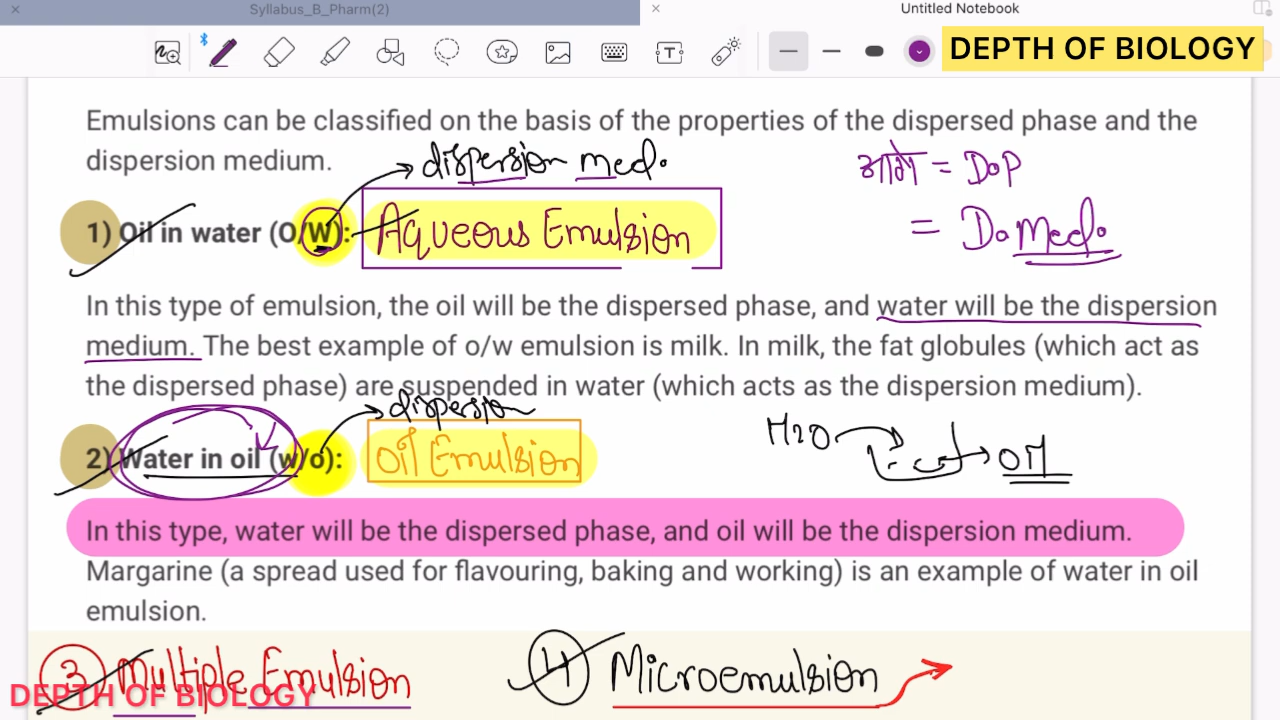 Syllabus_B_Pharm(2)
Untitled Notebook
DEPTH OF BIOLOGY
Emulsions can be classified on the basis of the properties of the dispersed phase and the
dispersion medium.
dispersion med.
= D.P
= D. Med.
1) Oil in water (O/W):
Aqueous Emulsion
In this type of emulsion, the oil will be the dispersed phase, and water will be the dispersion
medium. The best example of o/w emulsion is milk. In milk, the fat globules (which act as
the dispersed phase) are suspended in water (which acts as the dispersion medium).
dispersion
2) Water in oil (w/o):
Oil Emulsion
H2O
Oil
In this type, water will be the dispersed phase, and oil will be the dispersion medium.
Margarine (a spread used for flavouring, baking and working) is an example of water in oil
emulsion.
3 Multiple Emulsion
4 Microemulsion
DEPTH OF BIOLOGY